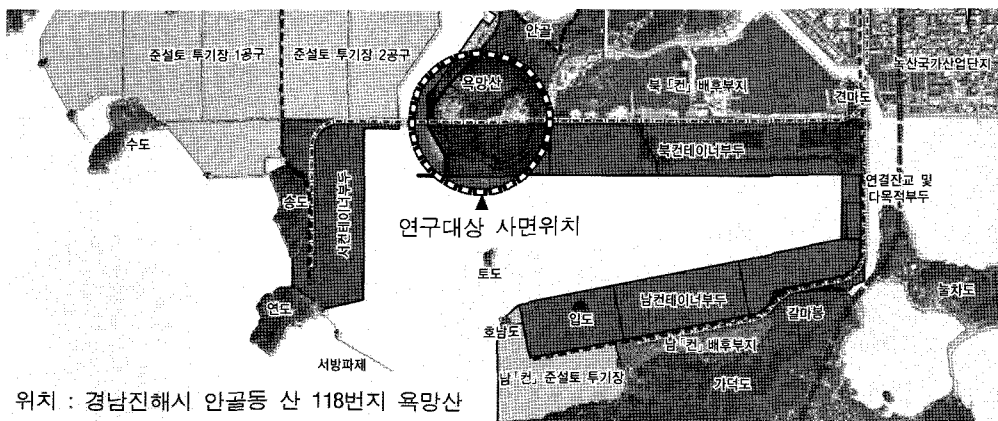 안골
준설토 투기장 1공구
준설토 투기장 2공구
욕망산
녹산국가산업단지
북「컨」배후부지
견마도
수도
북컨테이너부두
연결잔교 및
다목적부두
송도
서컨테이너부두
연구대상 사면위치
토도
눌차도
남컨테이너부두
연도
입도
갈마봉
호남도
남「컨」배후부지
서방파제
남「컨」준설토 투기장
가덕도
위치 : 경남진해시 안골동 산 118번지 욕망산